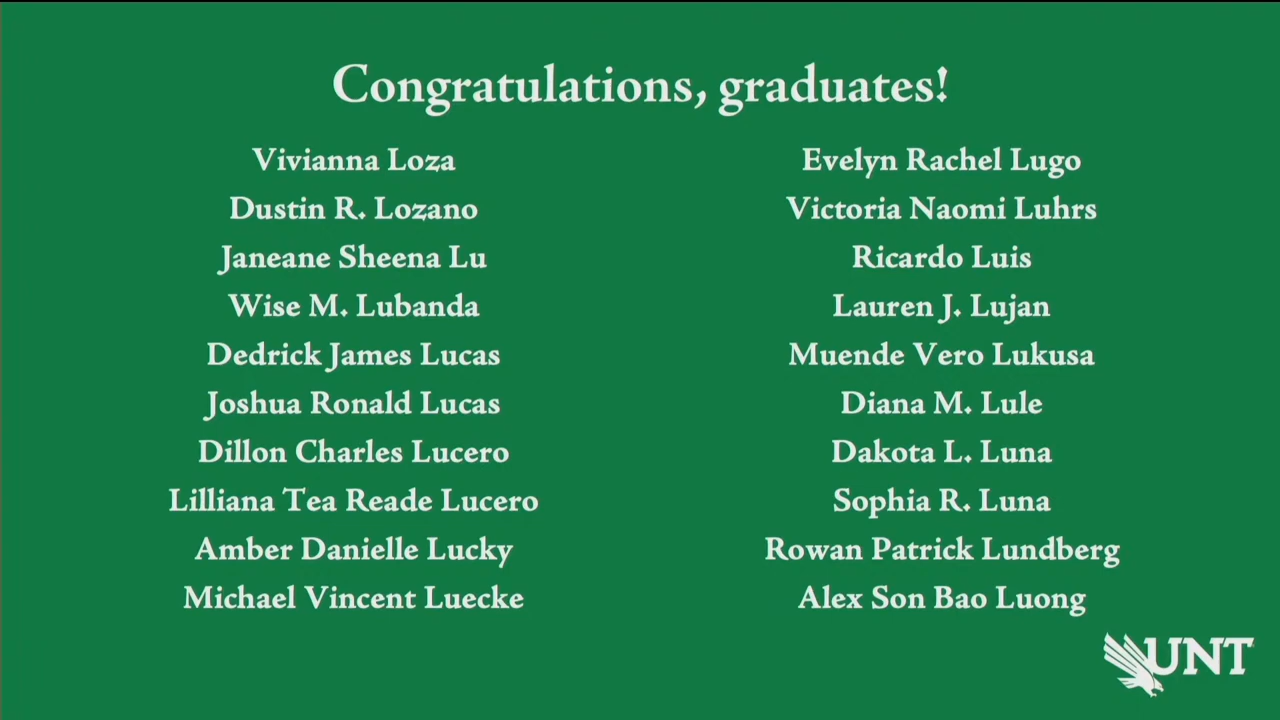 Congratulations, graduates!
Vivianna Loza
Dustin R. Lozano
Janeane Sheena Lu
Wise M. Lubanda
Dedrick James Lucas
Joshua Ronald Lucas
Dillon Charles Lucero
Lilliana Tea Reade Lucero
Amber Danielle Lucky
Michael Vincent Luecke
Evelyn Rachel Lugo
Victoria Naomi Luhrs
Ricardo Luis
Lauren J. Lujan
Muende Vero Lukusa
Diana M. Lule
Dakota L. Luna
Sophia R. Luna
Rowan Patrick Lundberg
Alex Son Bao Luong
UNT